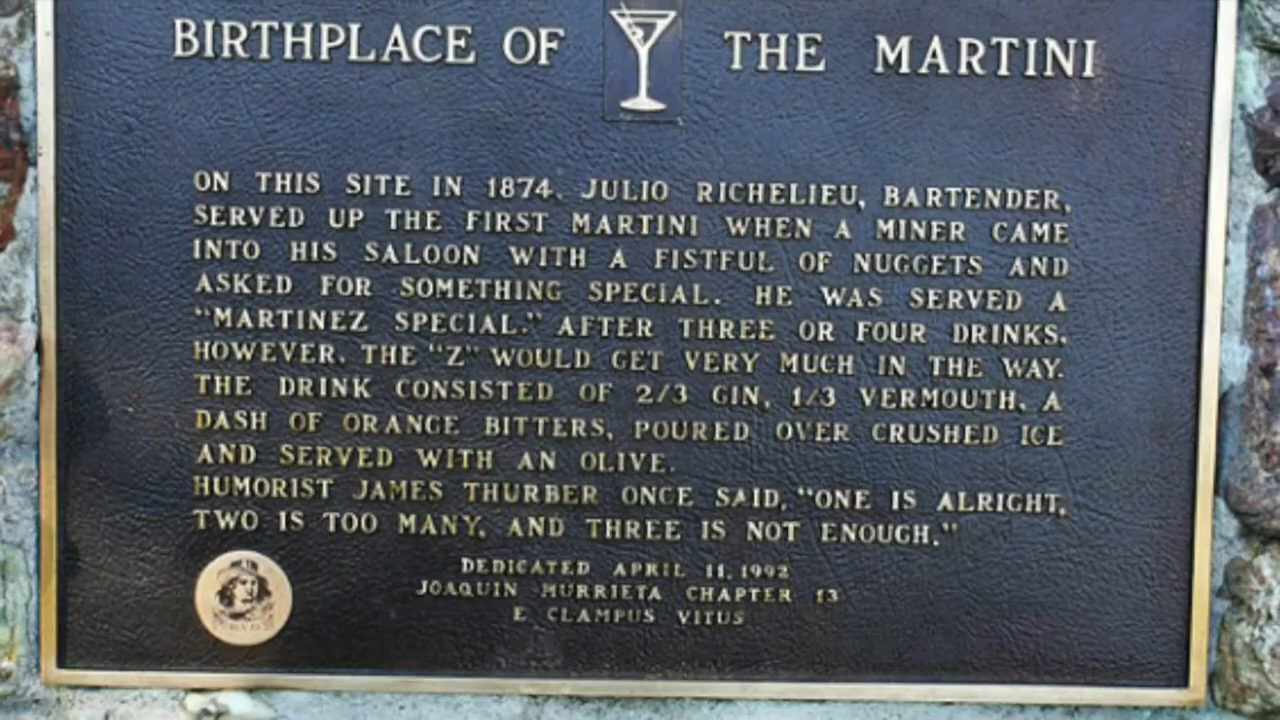 BIRTHPLACE OF THE MARTINI
ON THIS SITE IN 1874, JULIO RICHELIEU, BARTENDER,
SERVED UP THE FIRST MARTINI WHEN A MINER CAME
INTO HIS SALOON WITH A FISTFUL OF NUGGETS AND
ASKED FOR SOMETHING SPECIAL. HE WAS SERVED A
"MARTINEZ SPECIAL." AFTER THREE OR FOUR DRINKS,
HOWEVER, THE "Z" WOULD GET VERY MUCH IN THE WAY.
THE DRINK CONSISTED OF 2/3 GIN, 1/3 VERMOUTH, A
DASH OF ORANGE BITTERS, POURED OVER CRUSHED ICE
AND SERVED WITH AN OLIVE.
HUMORIST JAMES THURBER ONCE SAID, "ONE IS ALRIGHT,
TWO IS TOO MANY, AND THREE IS NOT ENOUGH."
DEDICATED APRIL 11, 1992
JOAQUIN MURRIETA CHAPTER 13
E CLAMPUS VITUS